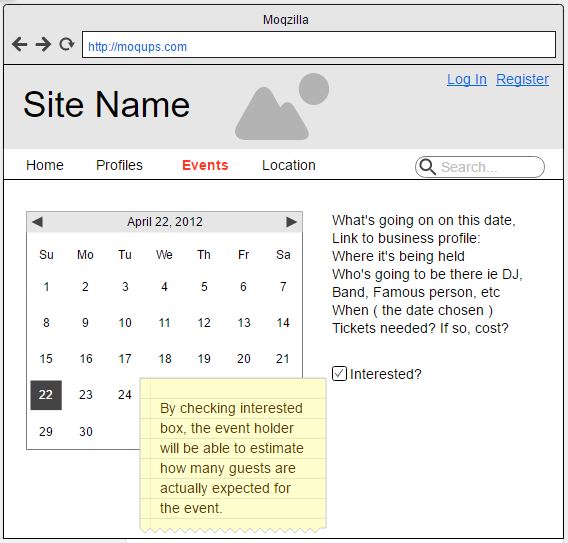 Moqzilla
http://moqups.com
Log In Register
Site Name
Home Profiles Events Location Search...
April 22, 2012
Su Mo Tu We Th Fr Sa
1 2 3 4 5 6 7
8 9 10 11 12 13 14
15 16 17 18 19 20 21
22 23 24
29 30
By checking interested
box, the event holder
will be able to estimate
how many guests are
actually expected for
the event.
What's going on on this date,
Link to business profile:
Where it's being held
Who's going to be there ie DJ,
Band, Famous person, etc
When ( the date chosen )
Tickets needed? If so, cost?
Interested?